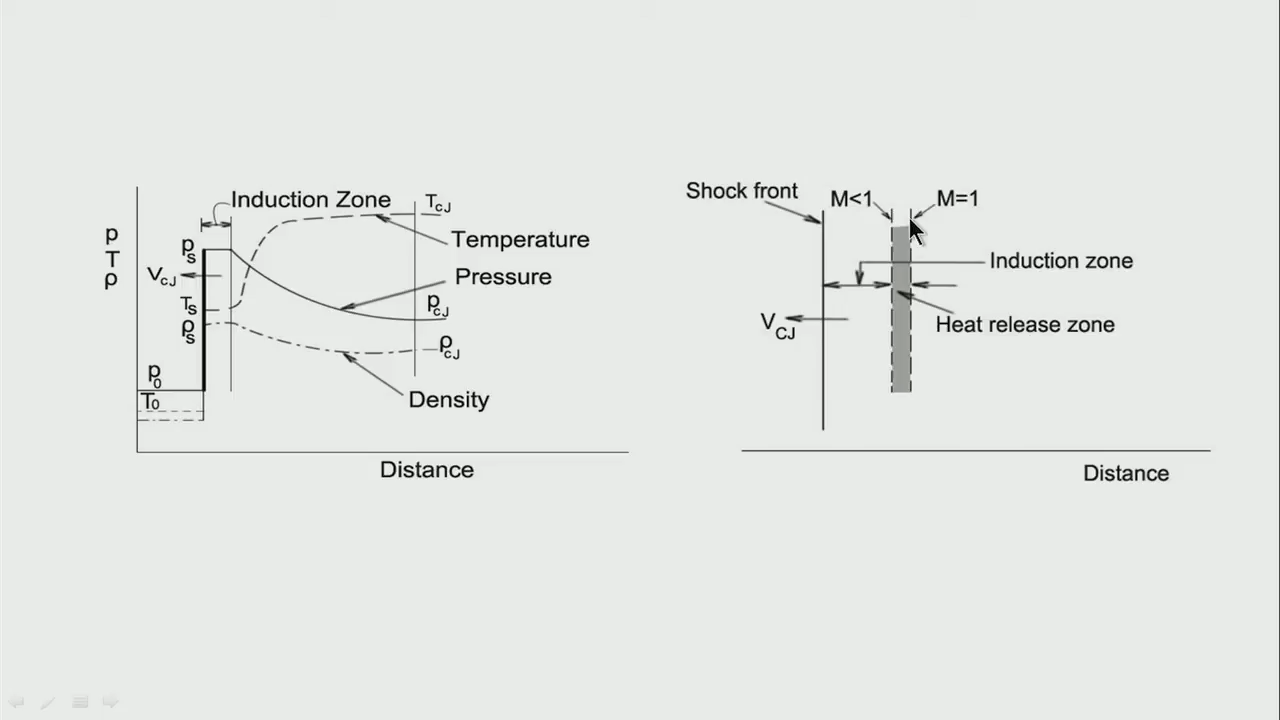 Induction Zone
T_CJ
p
T
ρ
p_s
Temperature
V_CJ
Pressure
T_s
p_CJ
ρ_s
ρ_CJ
p_0
T_0
Density
Distance
Shock front
M<1
M=1
Induction zone
V_CJ
Heat release zone
Distance